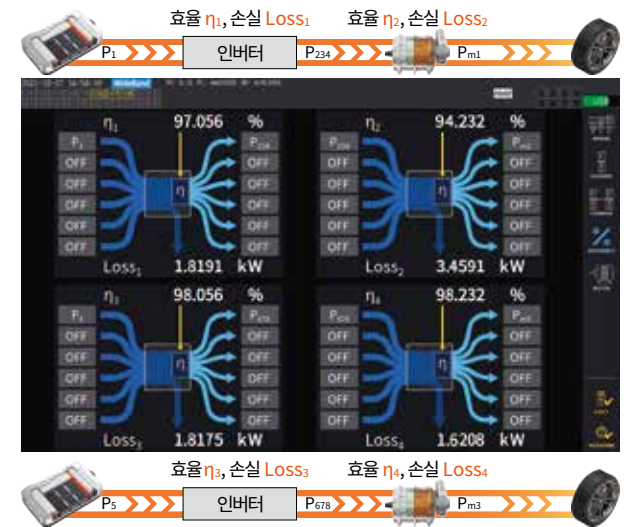 효율 η₁, 손실 Loss₁ 효율 η₂, 손실 Loss₂
P₁ 인버터 P₂₃₄ Pm₁
η₁ 97.056 % η₂ 94.232 %
P₁ P₂₃₄ P₂₃₄ Pm₁
OFF OFF OFF OFF
OFF OFF OFF OFF
OFF OFF OFF OFF
OFF OFF OFF OFF
OFF OFF OFF OFF
η η
Loss₁ 1.8191 kW Loss₂ 3.4591 kW
η₃ 98.056 % η₄ 98.232 %
P₆₇₈ P₆₇₈ Pm₃
OFF OFF OFF OFF
OFF OFF OFF OFF
OFF OFF OFF OFF
OFF OFF OFF OFF
OFF OFF OFF OFF
η η
Loss₃ 1.8175 kW Loss₄ 1.6208 kW
효율 η₃, 손실 Loss₃ 효율 η₄, 손실 Loss₄
P₅ 인버터 P₆₇₈ Pm₃